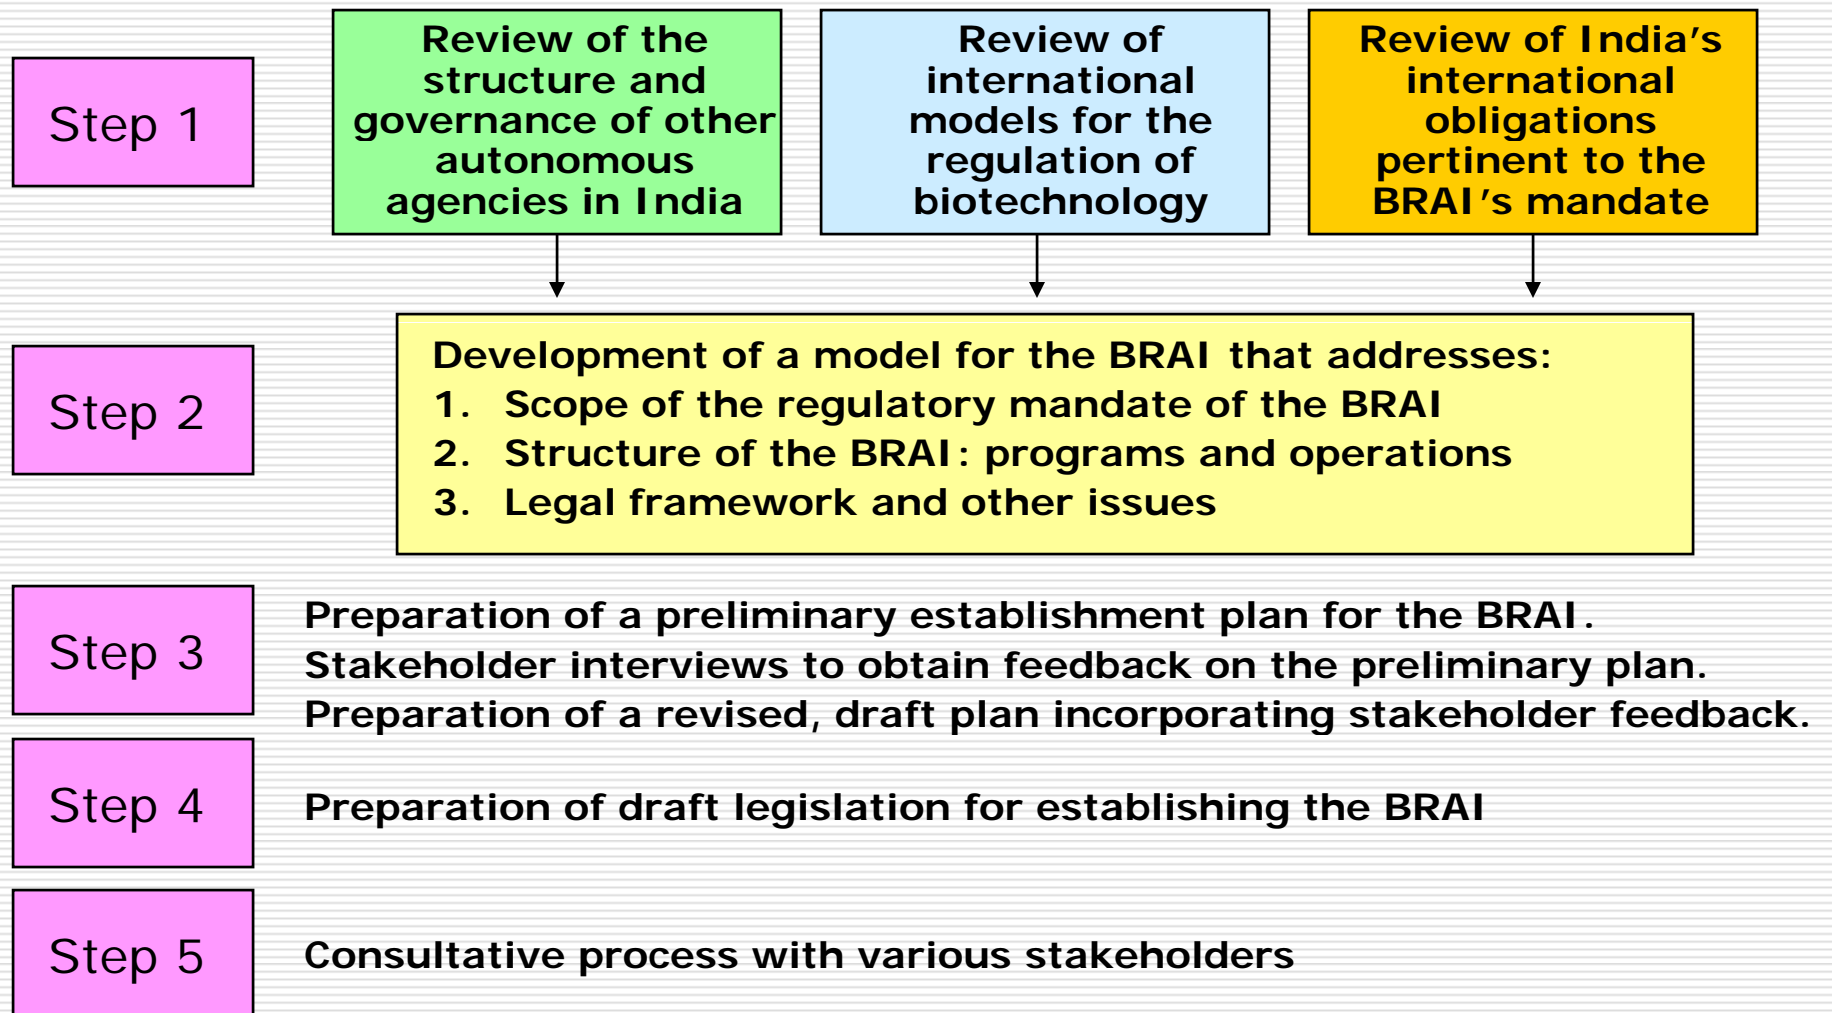 Step 1
Review of the
structure and
governance of other
autonomous
agencies in India
Review of
international
models for the
regulation of
biotechnology
Review of India's
international
obligations
pertinent to the
BRAI's mandate
Step 2
Development of a model for the BRAI that addresses:
1. Scope of the regulatory mandate of the BRAI
2. Structure of the BRAI: programs and operations
3. Legal framework and other issues
Step 3
Preparation of a preliminary establishment plan for the BRAI.
Stakeholder interviews to obtain feedback on the preliminary plan.
Preparation of a revised, draft plan incorporating stakeholder feedback.
Step 4
Preparation of draft legislation for establishing the BRAI
Step 5
Consultative process with various stakeholders